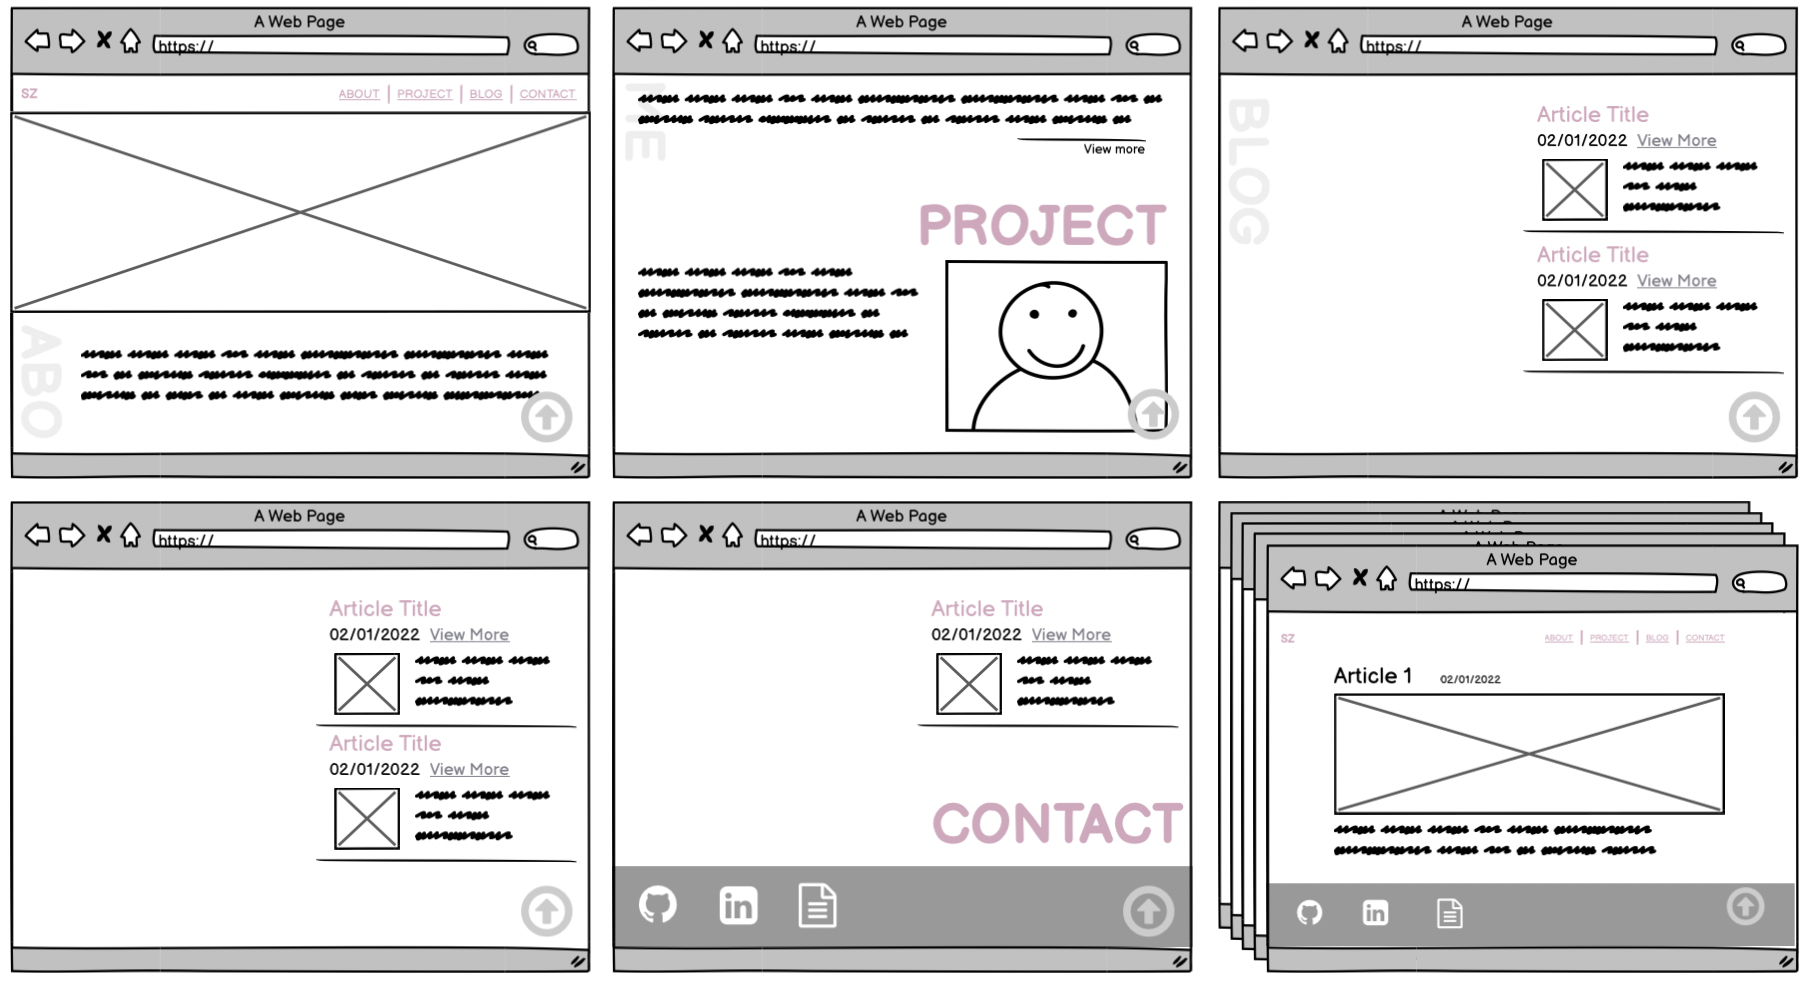 A Web Page
https://
SZ
ABOUT | PROJECT | BLOG | CONTACT
ABO
A Web Page
https://
ME
View more
PROJECT
A Web Page
https://
BLOG
Article Title
02/01/2022 View More
Article Title
02/01/2022 View More
A Web Page
https://
Article Title
02/01/2022 View More
Article Title
02/01/2022 View More
A Web Page
https://
Article Title
02/01/2022 View More
CONTACT
in
A Web Page
https://
SZ
ABOUT | PROJECT | BLOG | CONTACT
Article 1 02/01/2022
in